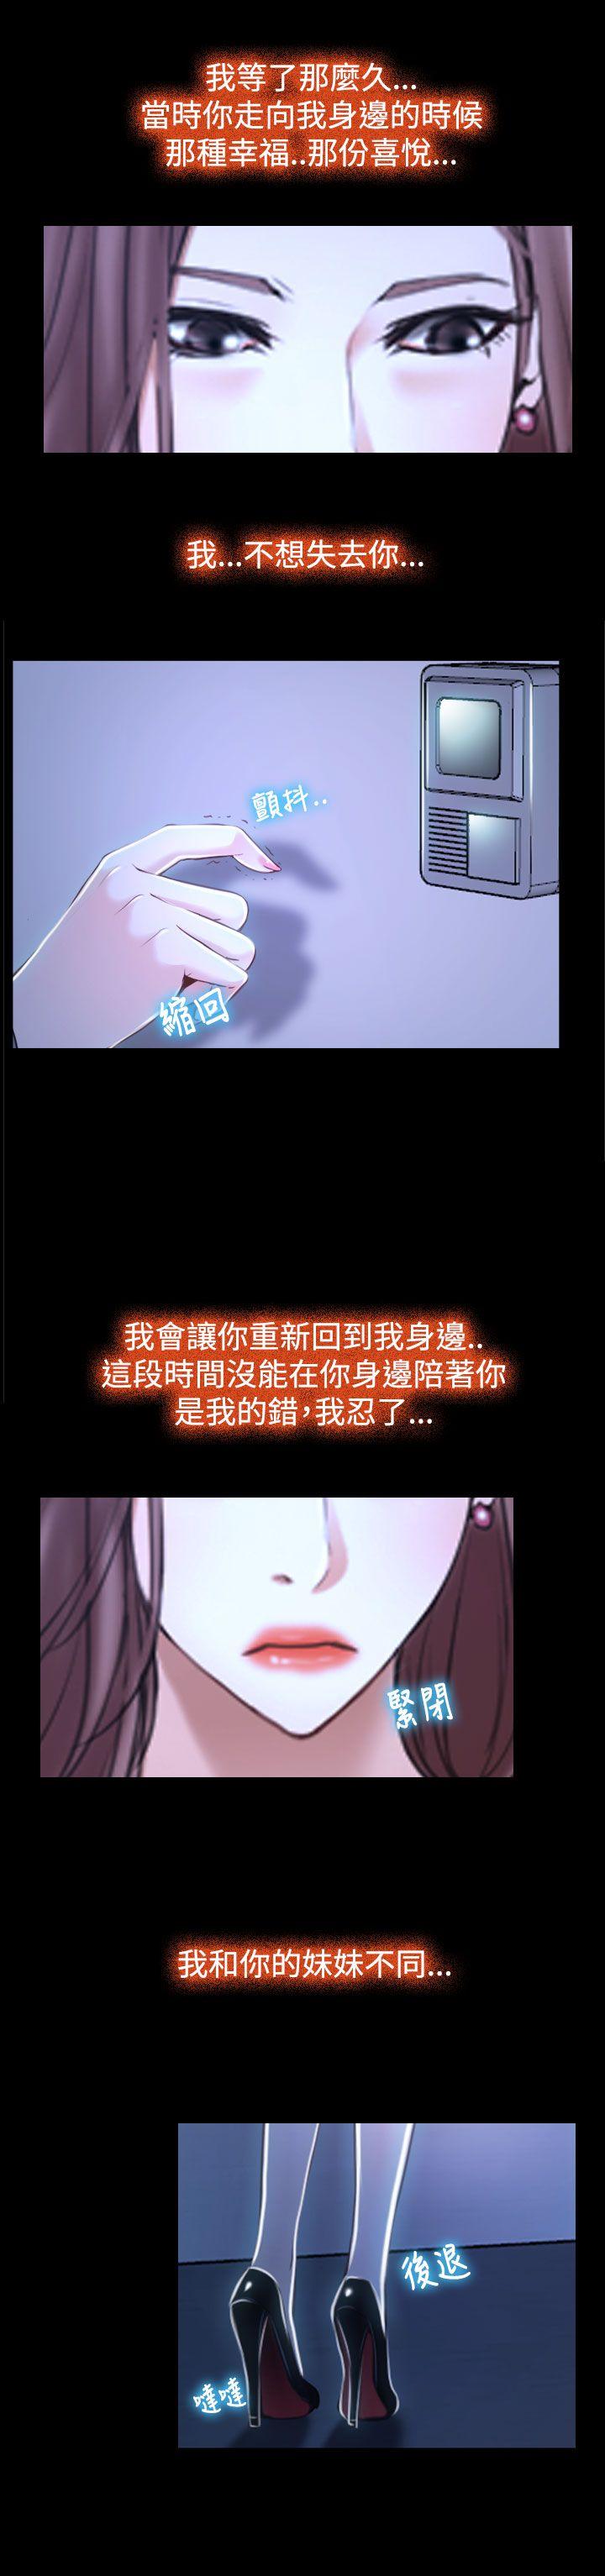 我等了那麼久...
當時你走向我身邊的時候
那種幸福..那份喜悅...
我...不想失去你...
顫抖..
縮回
我會讓你重新回到我身邊..
這段時間沒能在你身邊陪著你
是我的錯,我忍了...
緊閉
我和你的妹妹不同...
後退
噠噠